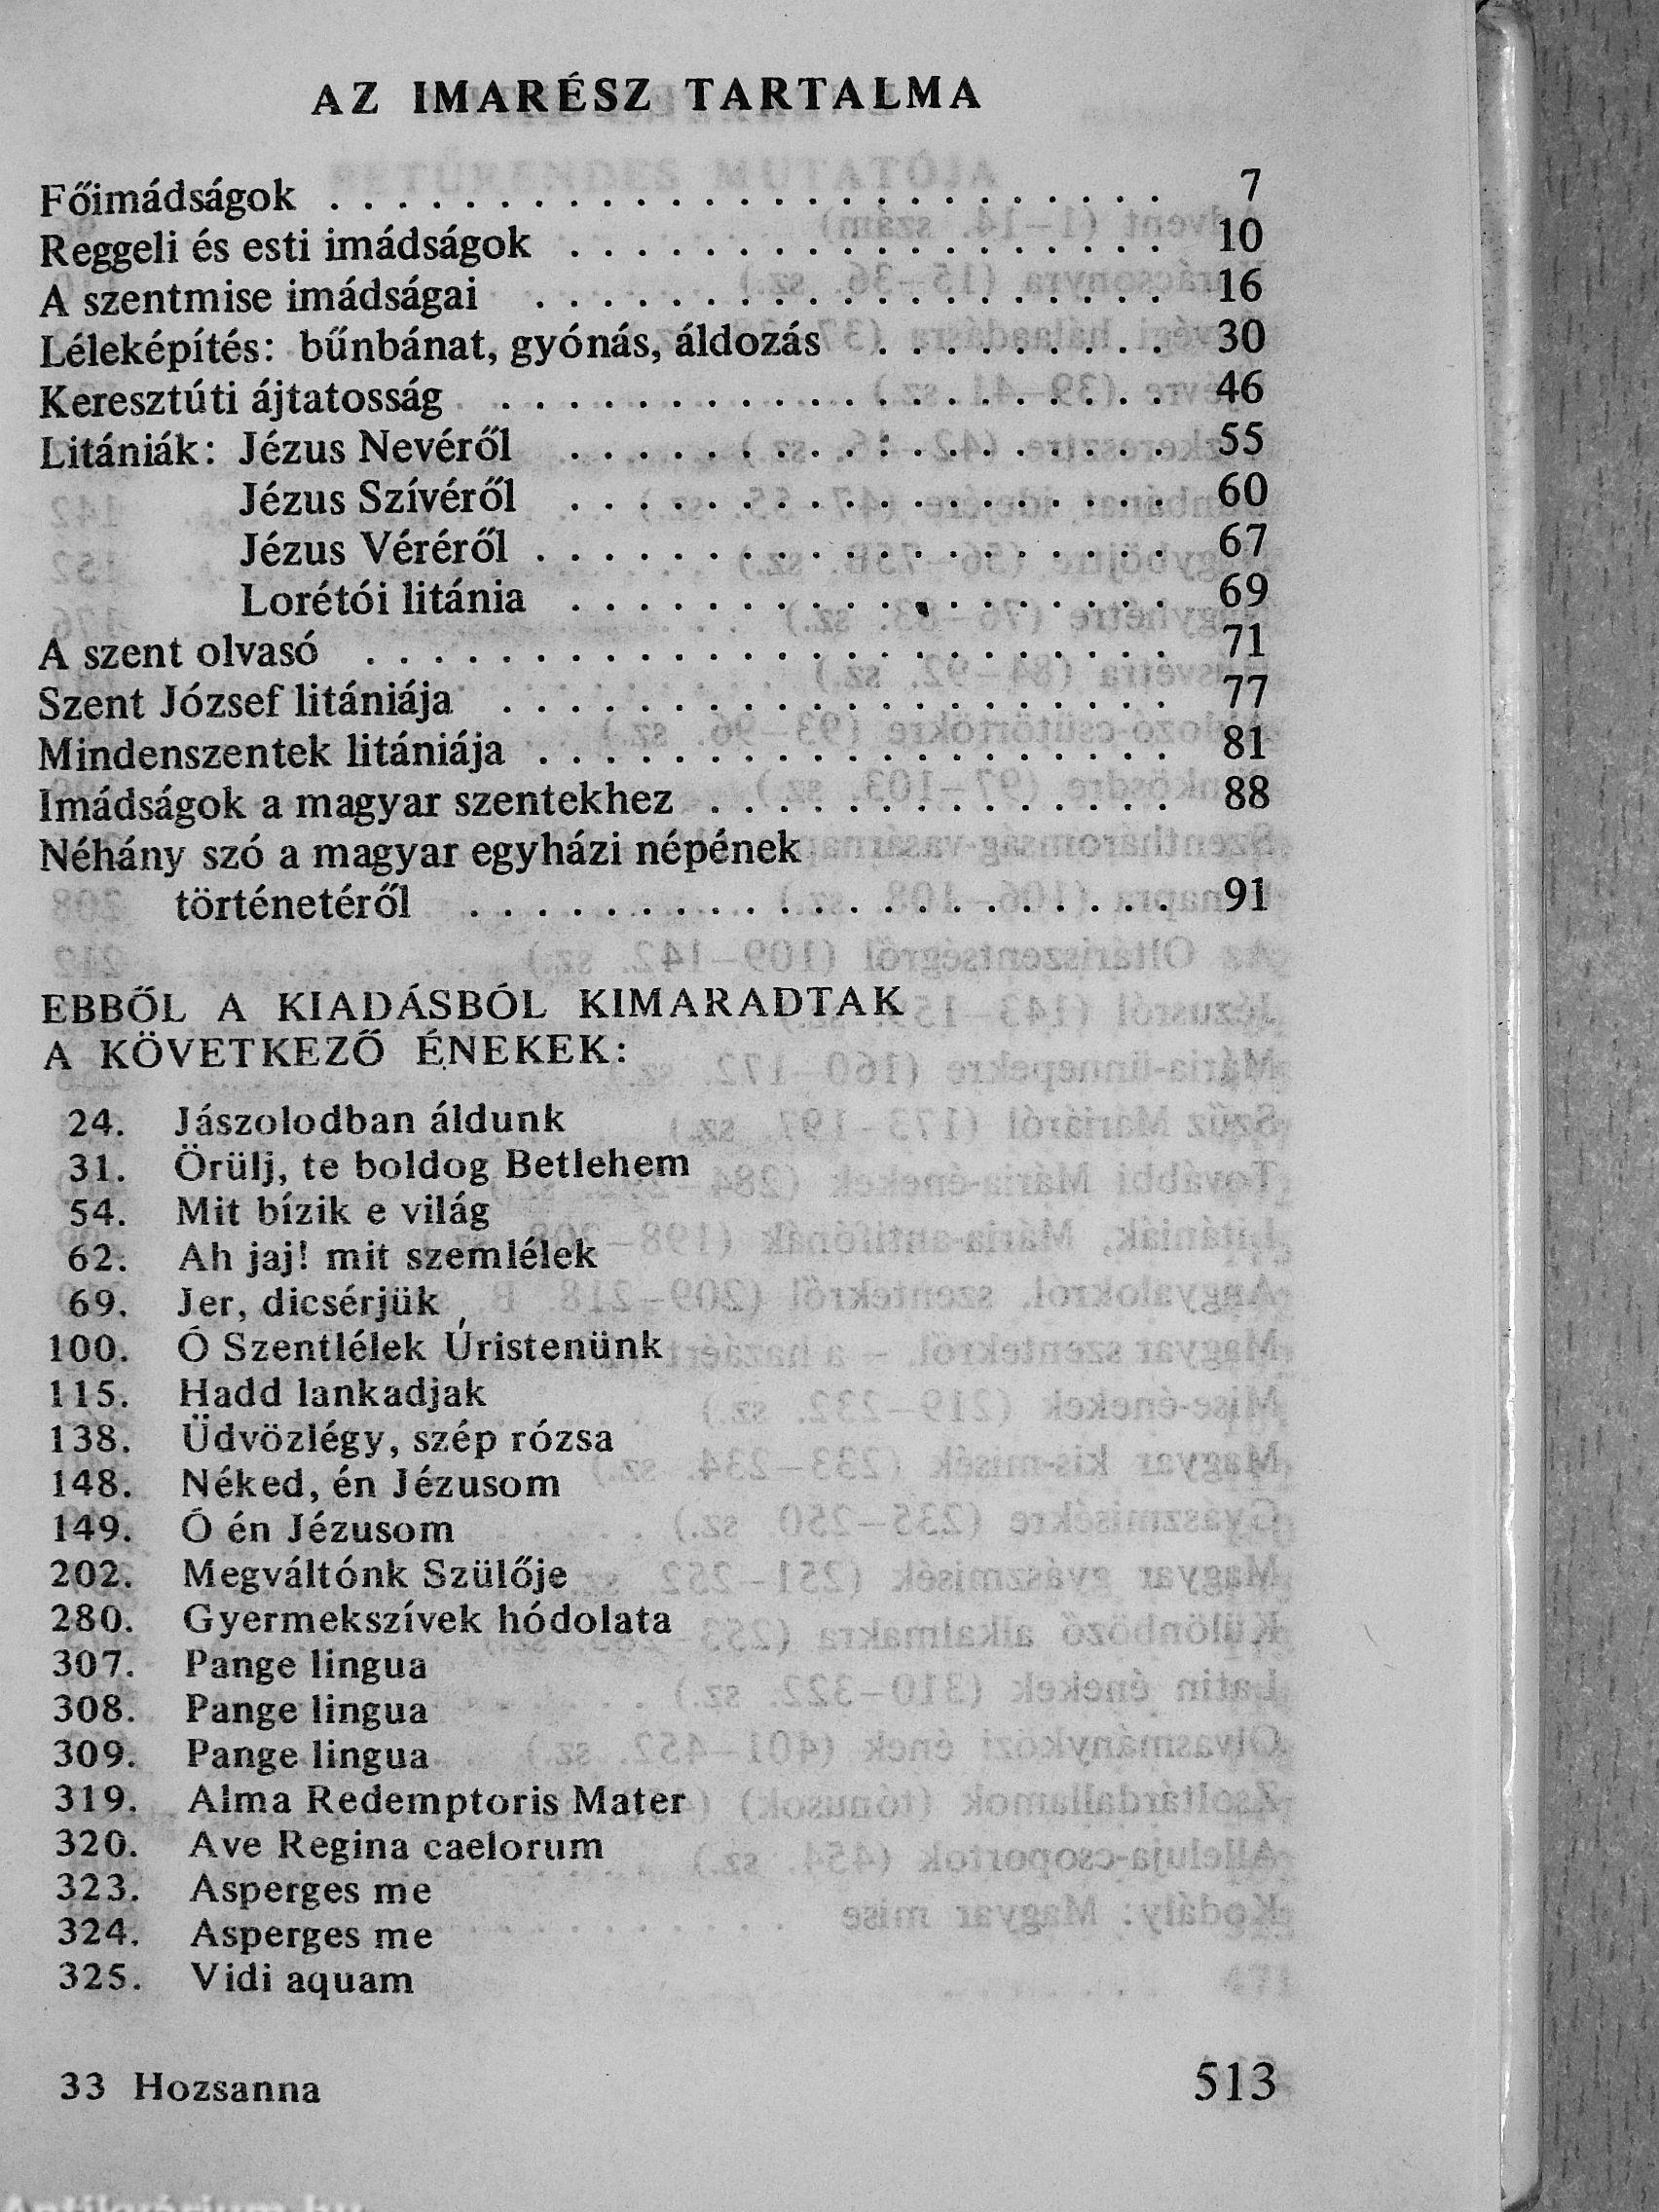 AZ IMARÉSZ TARTALMA
Főimádságok . . . . . . . . . . . . . . . . . . . . . . . . . 7
Reggeli és esti imádságok . . . . . . . . . . . . . . . . . . 10
A szentmise imádságai . . . . . . . . . . . . . . . . . . . 16
Léleképítés: bűnbánat, gyónás, áldozás . . . . . . . . . 30
Keresztúti ájtatosság . . . . . . . . . . . . . . . . . . . . 46
Litániák: Jézus Nevéről . . . . . . . . . . . . . . . . . . 55
Jézus Szívéről . . . . . . . . . . . . . . . . . . 60
Jézus Véréről . . . . . . . . . . . . . . . . . . . 67
Lorétói litánia . . . . . . . . . . . . . . . . . . 69
A szent olvasó . . . . . . . . . . . . . . . . . . . . . . . . 71
Szent József litániája . . . . . . . . . . . . . . . . . . . . 77
Mindenszentek litániája . . . . . . . . . . . . . . . . . . . 81
Imádságok a magyar szentekhez . . . . . . . . . . . . . . 88
Néhány szó a magyar egyházi népének
történetéről . . . . . . . . . . . . . . . . . . . . . 91
EBBŐL A KIADÁSBÓL KIMARADTAK
A KÖVETKEZŐ ÉNEKEK:
24. Jászolodban áldunk
31. Örülj, te boldog Betlehem
54. Mit bízik e világ
62. Ah jaj! mit szemlélek
69. Jer, dicsérjük
100. Ó Szentlélek Úristenünk
115. Hadd lankadjak
138. Üdvözlégy, szép rózsa
148. Néked, én Jézusom
149. Ó én Jézusom
202. Megváltónk Szülője
280. Gyermekszívek hódolata
307. Pange lingua
308. Pange lingua
309. Pange lingua
319. Alma Redemptoris Mater
320. Ave Regina caelorum
323. Asperges me
324. Asperges me
325. Vidi aquam
33 Hozsanna 513